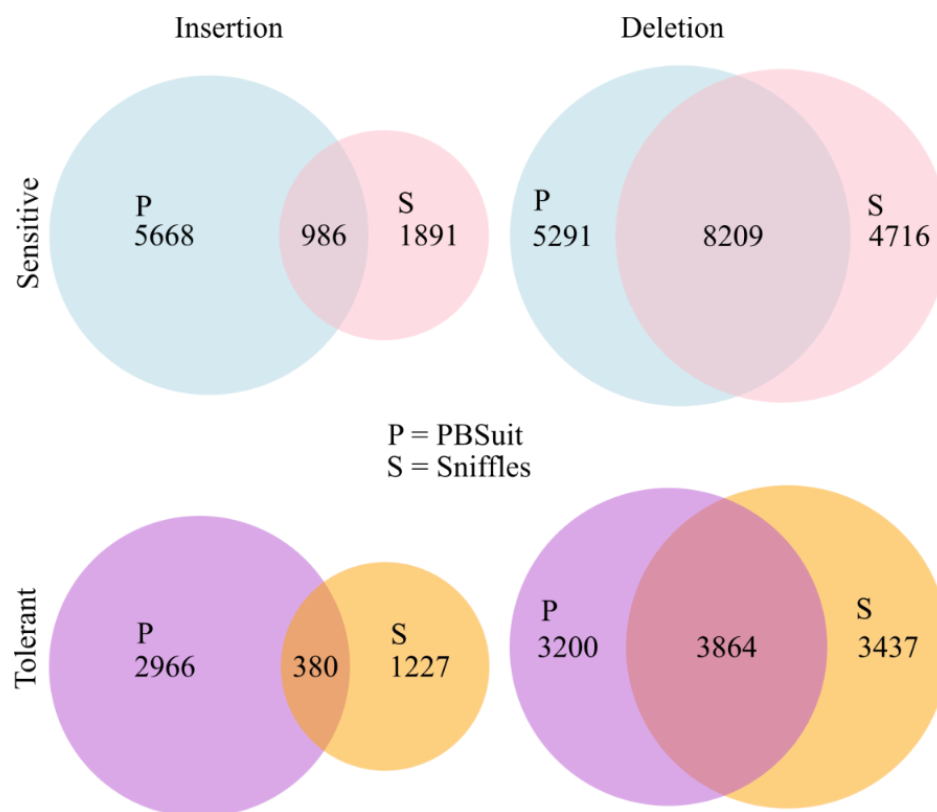 Insertion
Deletion
Sensitive
P
5668
986
S
1891
P
5291
8209
S
4716
P = PBSuit
S = Sniffles
Tolerant
P
2966
380
S
1227
P
3200
3864
S
3437